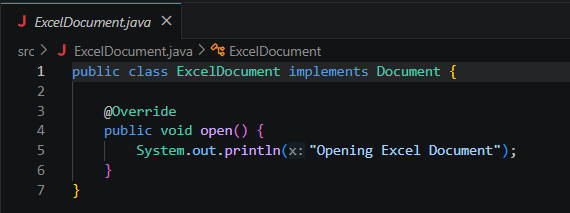 J ExcelDocument.java ×
src > J ExcelDocument.java > ExcelDocument
1 public class ExcelDocument implements Document {
2
3     @Override
4     public void open() {
5         System.out.println(x: "Opening Excel Document");
6     }
7 }